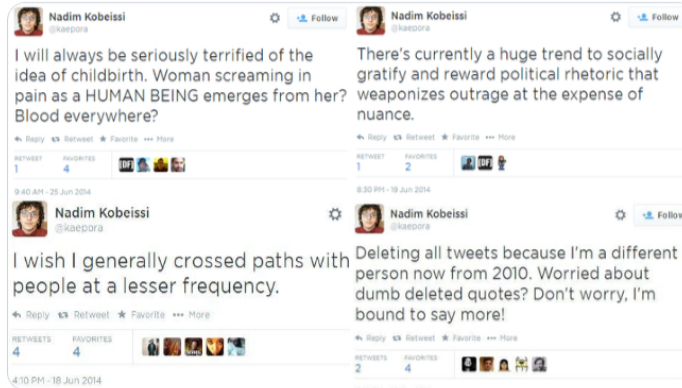 Nadim Kobeissi
@kaepora
Follow
I will always be seriously terrified of the
idea of childbirth. Woman screaming in
pain as a HUMAN BEING emerges from her?
Blood everywhere?
Reply Retweet Favorite More
RETWEET FAVORITES
1 4
9:40 AM - 25 Jun 2014
Nadim Kobeissi
@kaepora
Follow
There's currently a huge trend to socially
gratify and reward political rhetoric that
weaponizes outrage at the expense of
nuance.
Reply Retweet Favorite More
RETWEET FAVORITES
1 2
8:30 PM - 19 Jun 2014
Nadim Kobeissi
@kaepora
I wish I generally crossed paths with
people at a lesser frequency.
Reply Retweet Favorite More
RETWEETS FAVORITES
4 4
4:10 PM - 18 Jun 2014
Nadim Kobeissi
@kaepora
Follow
Deleting all tweets because I'm a different
person now from 2010. Worried about
dumb deleted quotes? Don't worry, I'm
bound to say more!
Reply Retweet Favorite More
RETWEETS FAVORITES
2 4